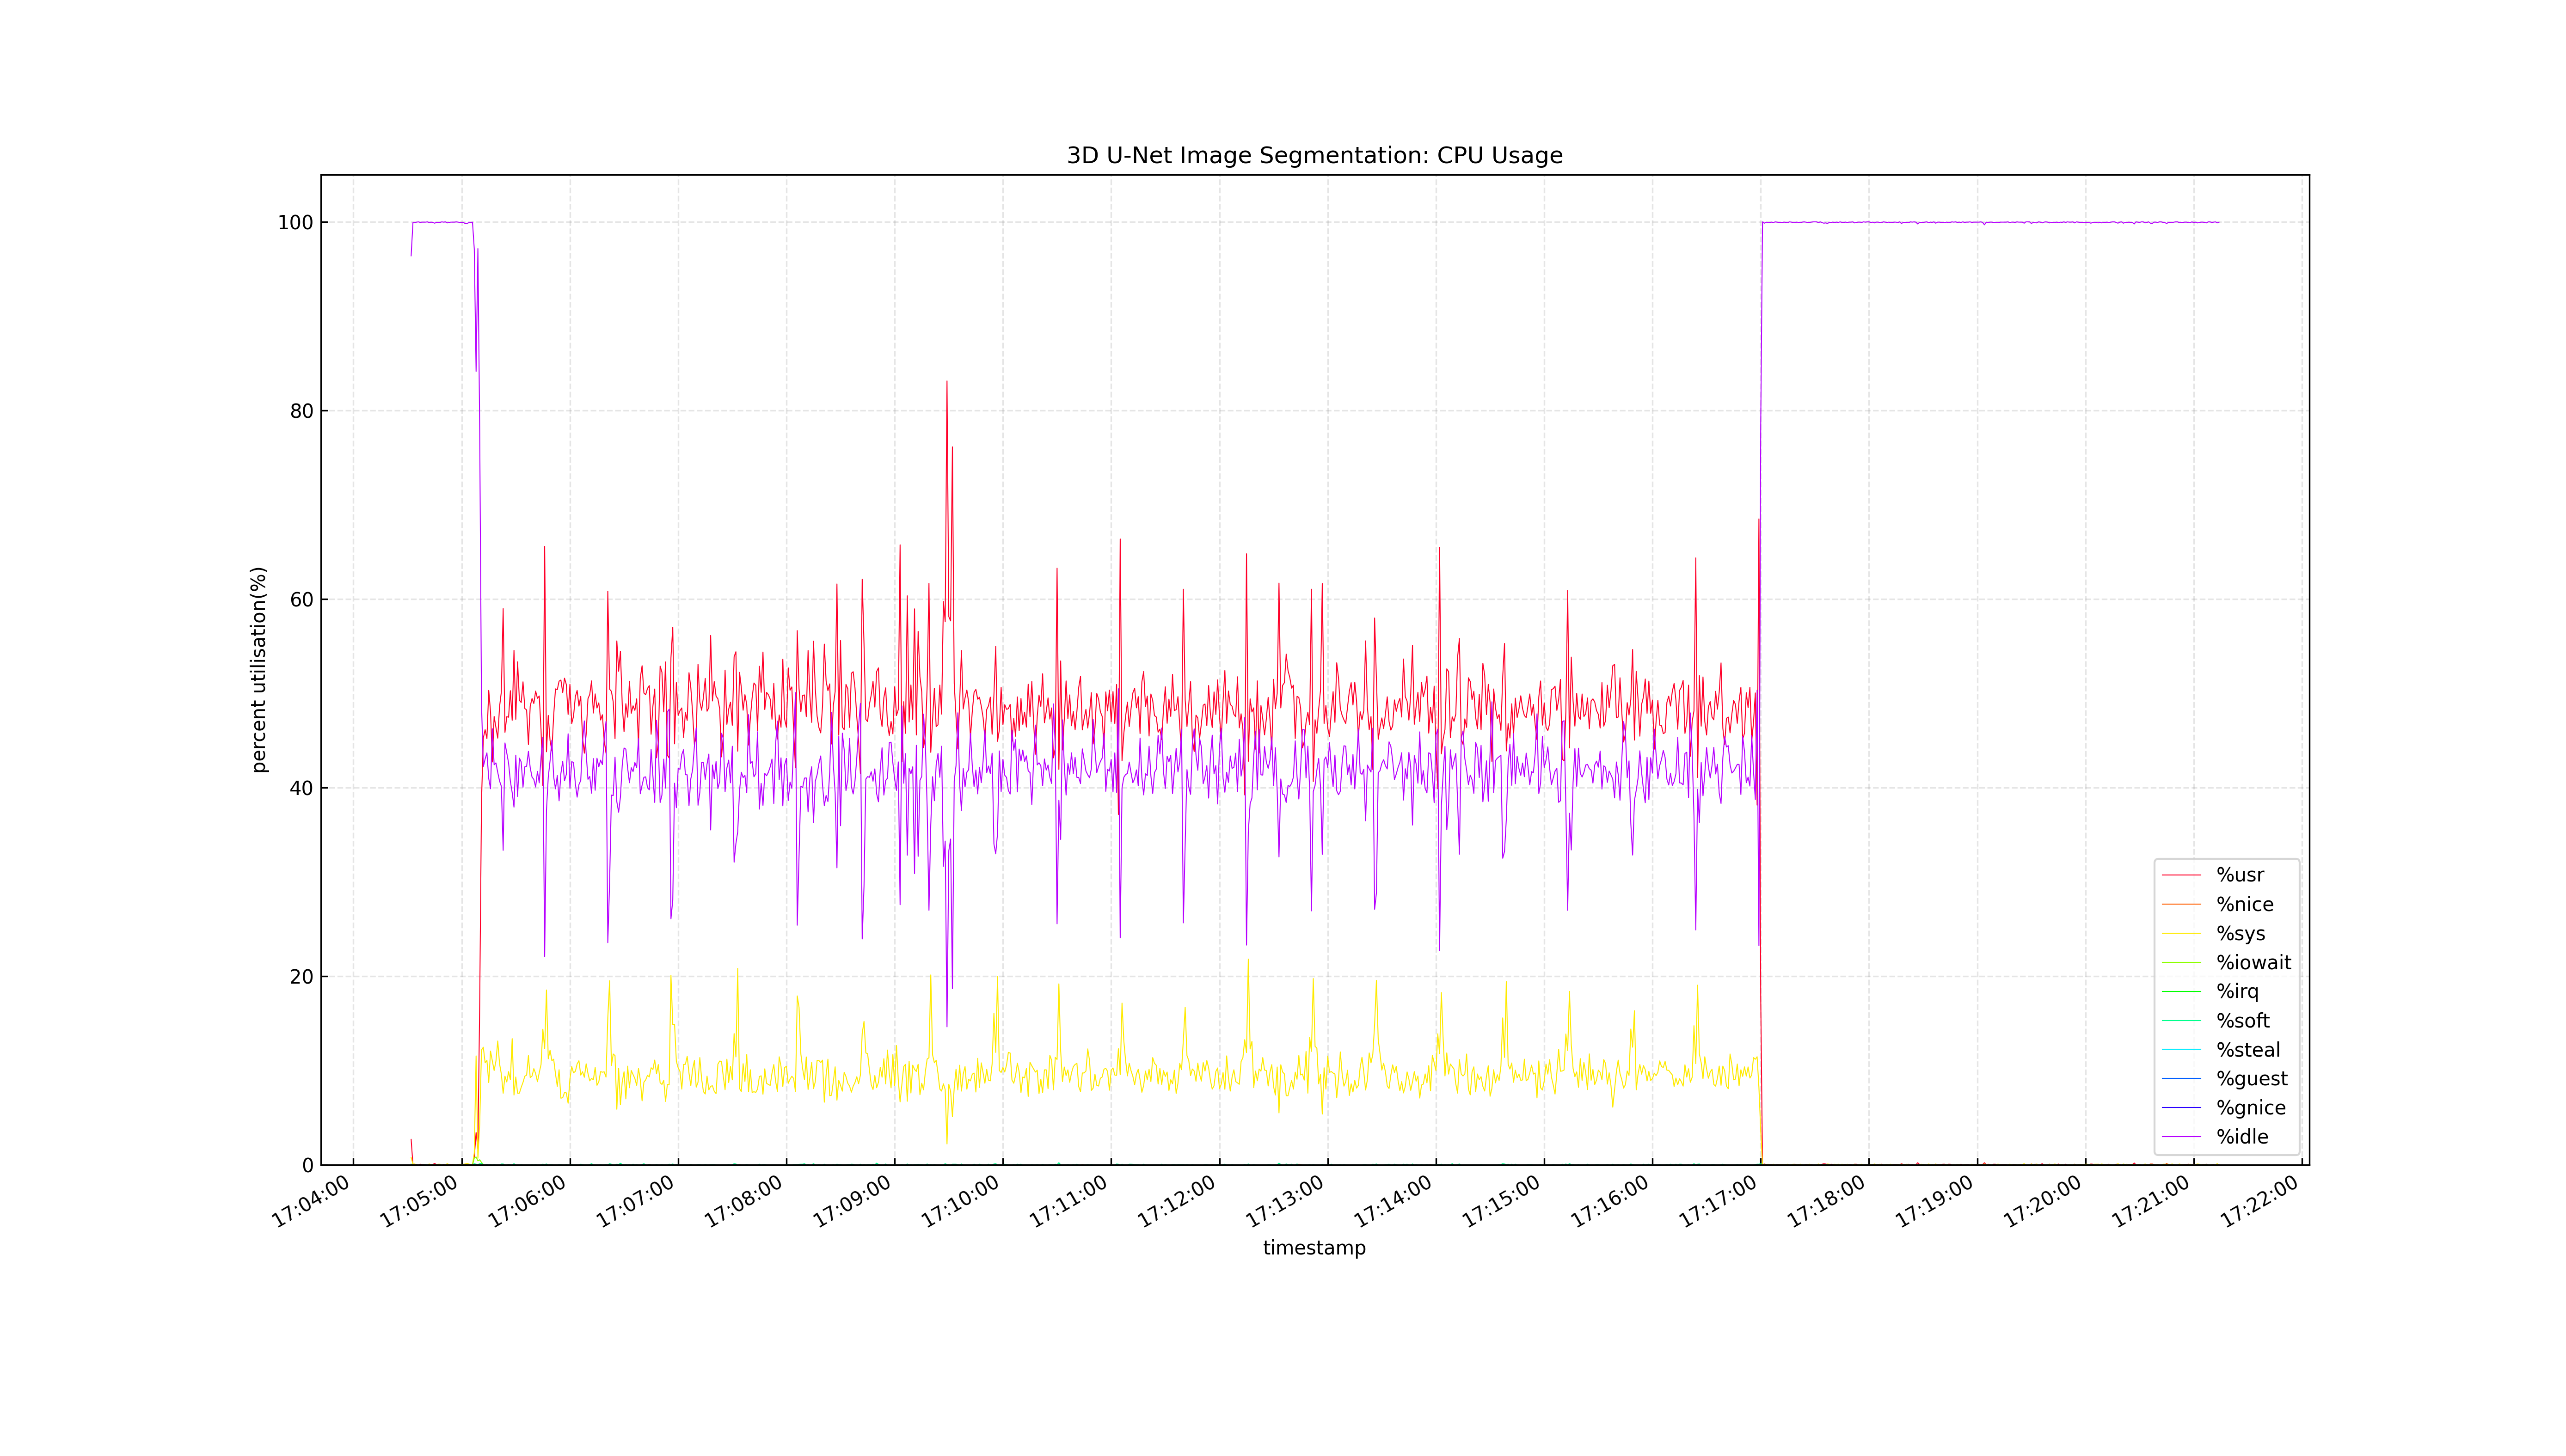 3D U-Net Image Segmentation: CPU Usage
percent utilisation(%)
100
80
60
40
20
0
17:04:00
17:05:00
17:06:00
17:07:00
17:08:00
17:09:00
17:10:00
17:11:00
17:12:00
17:13:00
17:14:00
17:15:00
17:16:00
17:17:00
17:18:00
17:19:00
17:20:00
17:21:00
17:22:00
timestamp
%usr
%nice
%sys
%iowait
%irq
%soft
%steal
%guest
%gnice
%idle